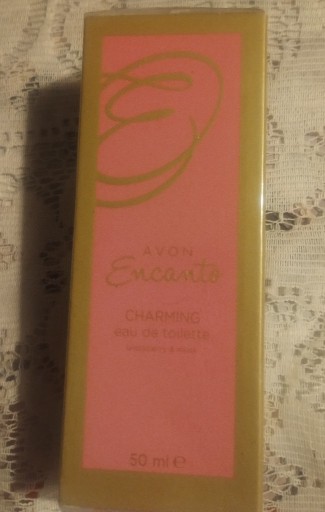 AVON
Encanto
CHARMING
eau de toilette
50 ml e